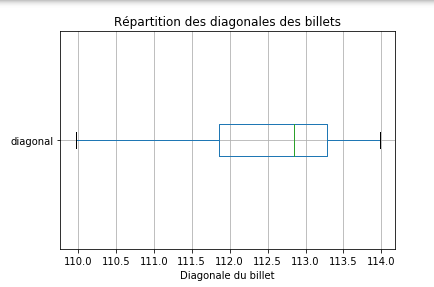 Répartition des diagonales des billets
diagonal
110.0 110.5 111.0 111.5 112.0 112.5 113.0 113.5 114.0
Diagonale du billet